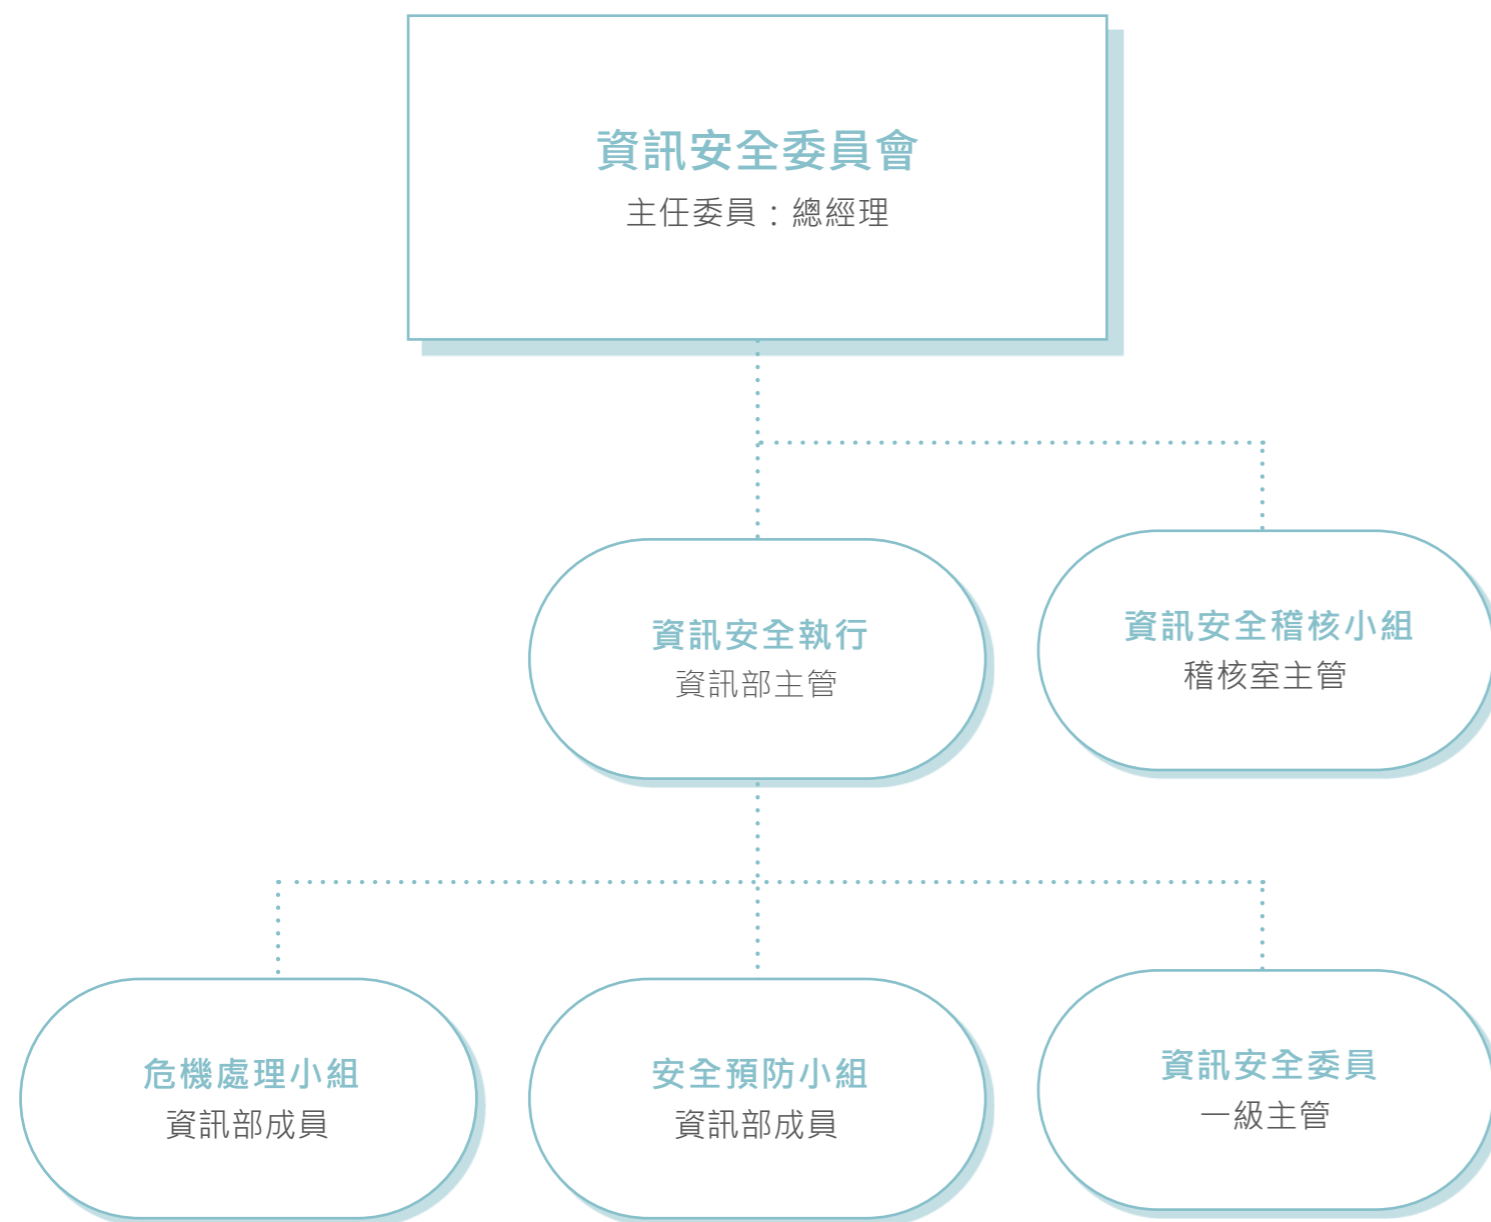 資訊安全委員會
主任委員：總經理
資訊安全執行
資訊部主管
資訊安全稽核小組
稽核室主管
危機處理小組
資訊部成員
安全預防小組
資訊部成員
資訊安全委員
一級主管